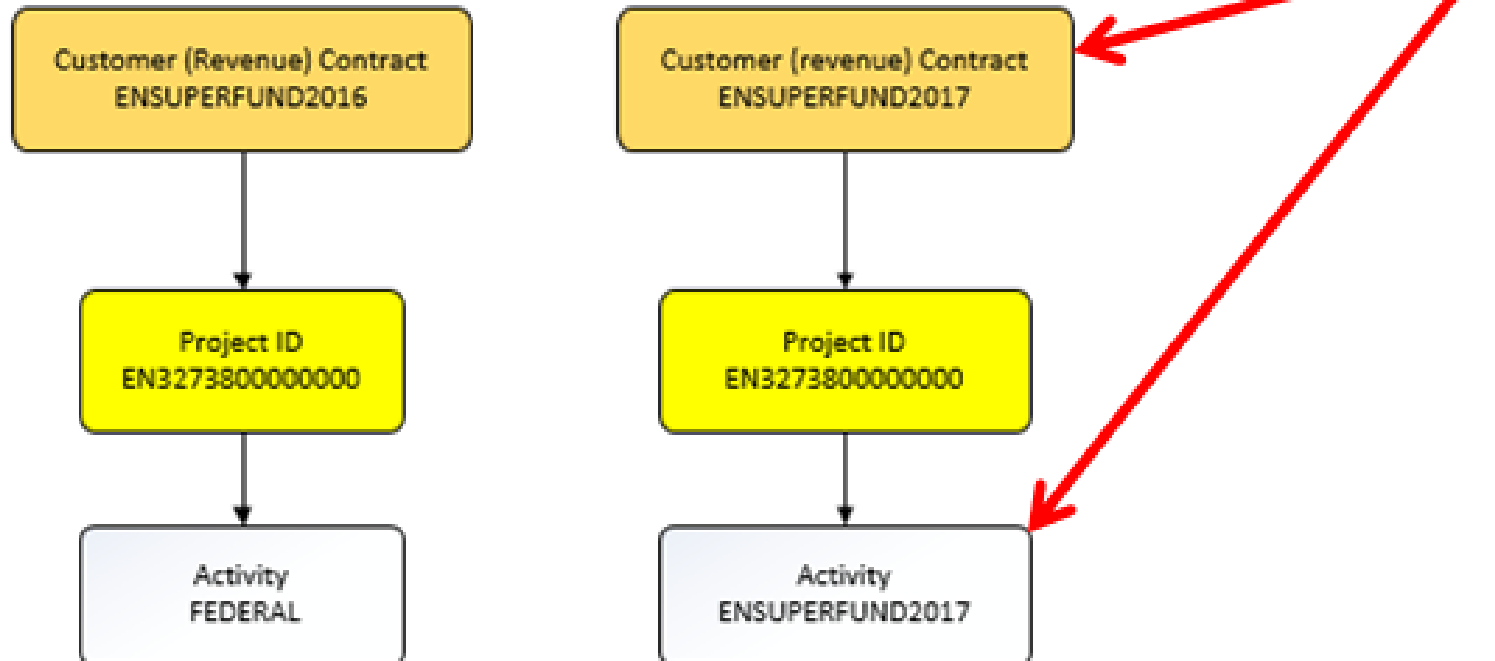 Customer (Revenue) Contract
ENSUPERFUND2016
Customer (revenue) Contract
ENSUPERFUND2017
Project ID
EN3273800000000
Project ID
EN3273800000000
Activity
FEDERAL
Activity
ENSUPERFUND2017